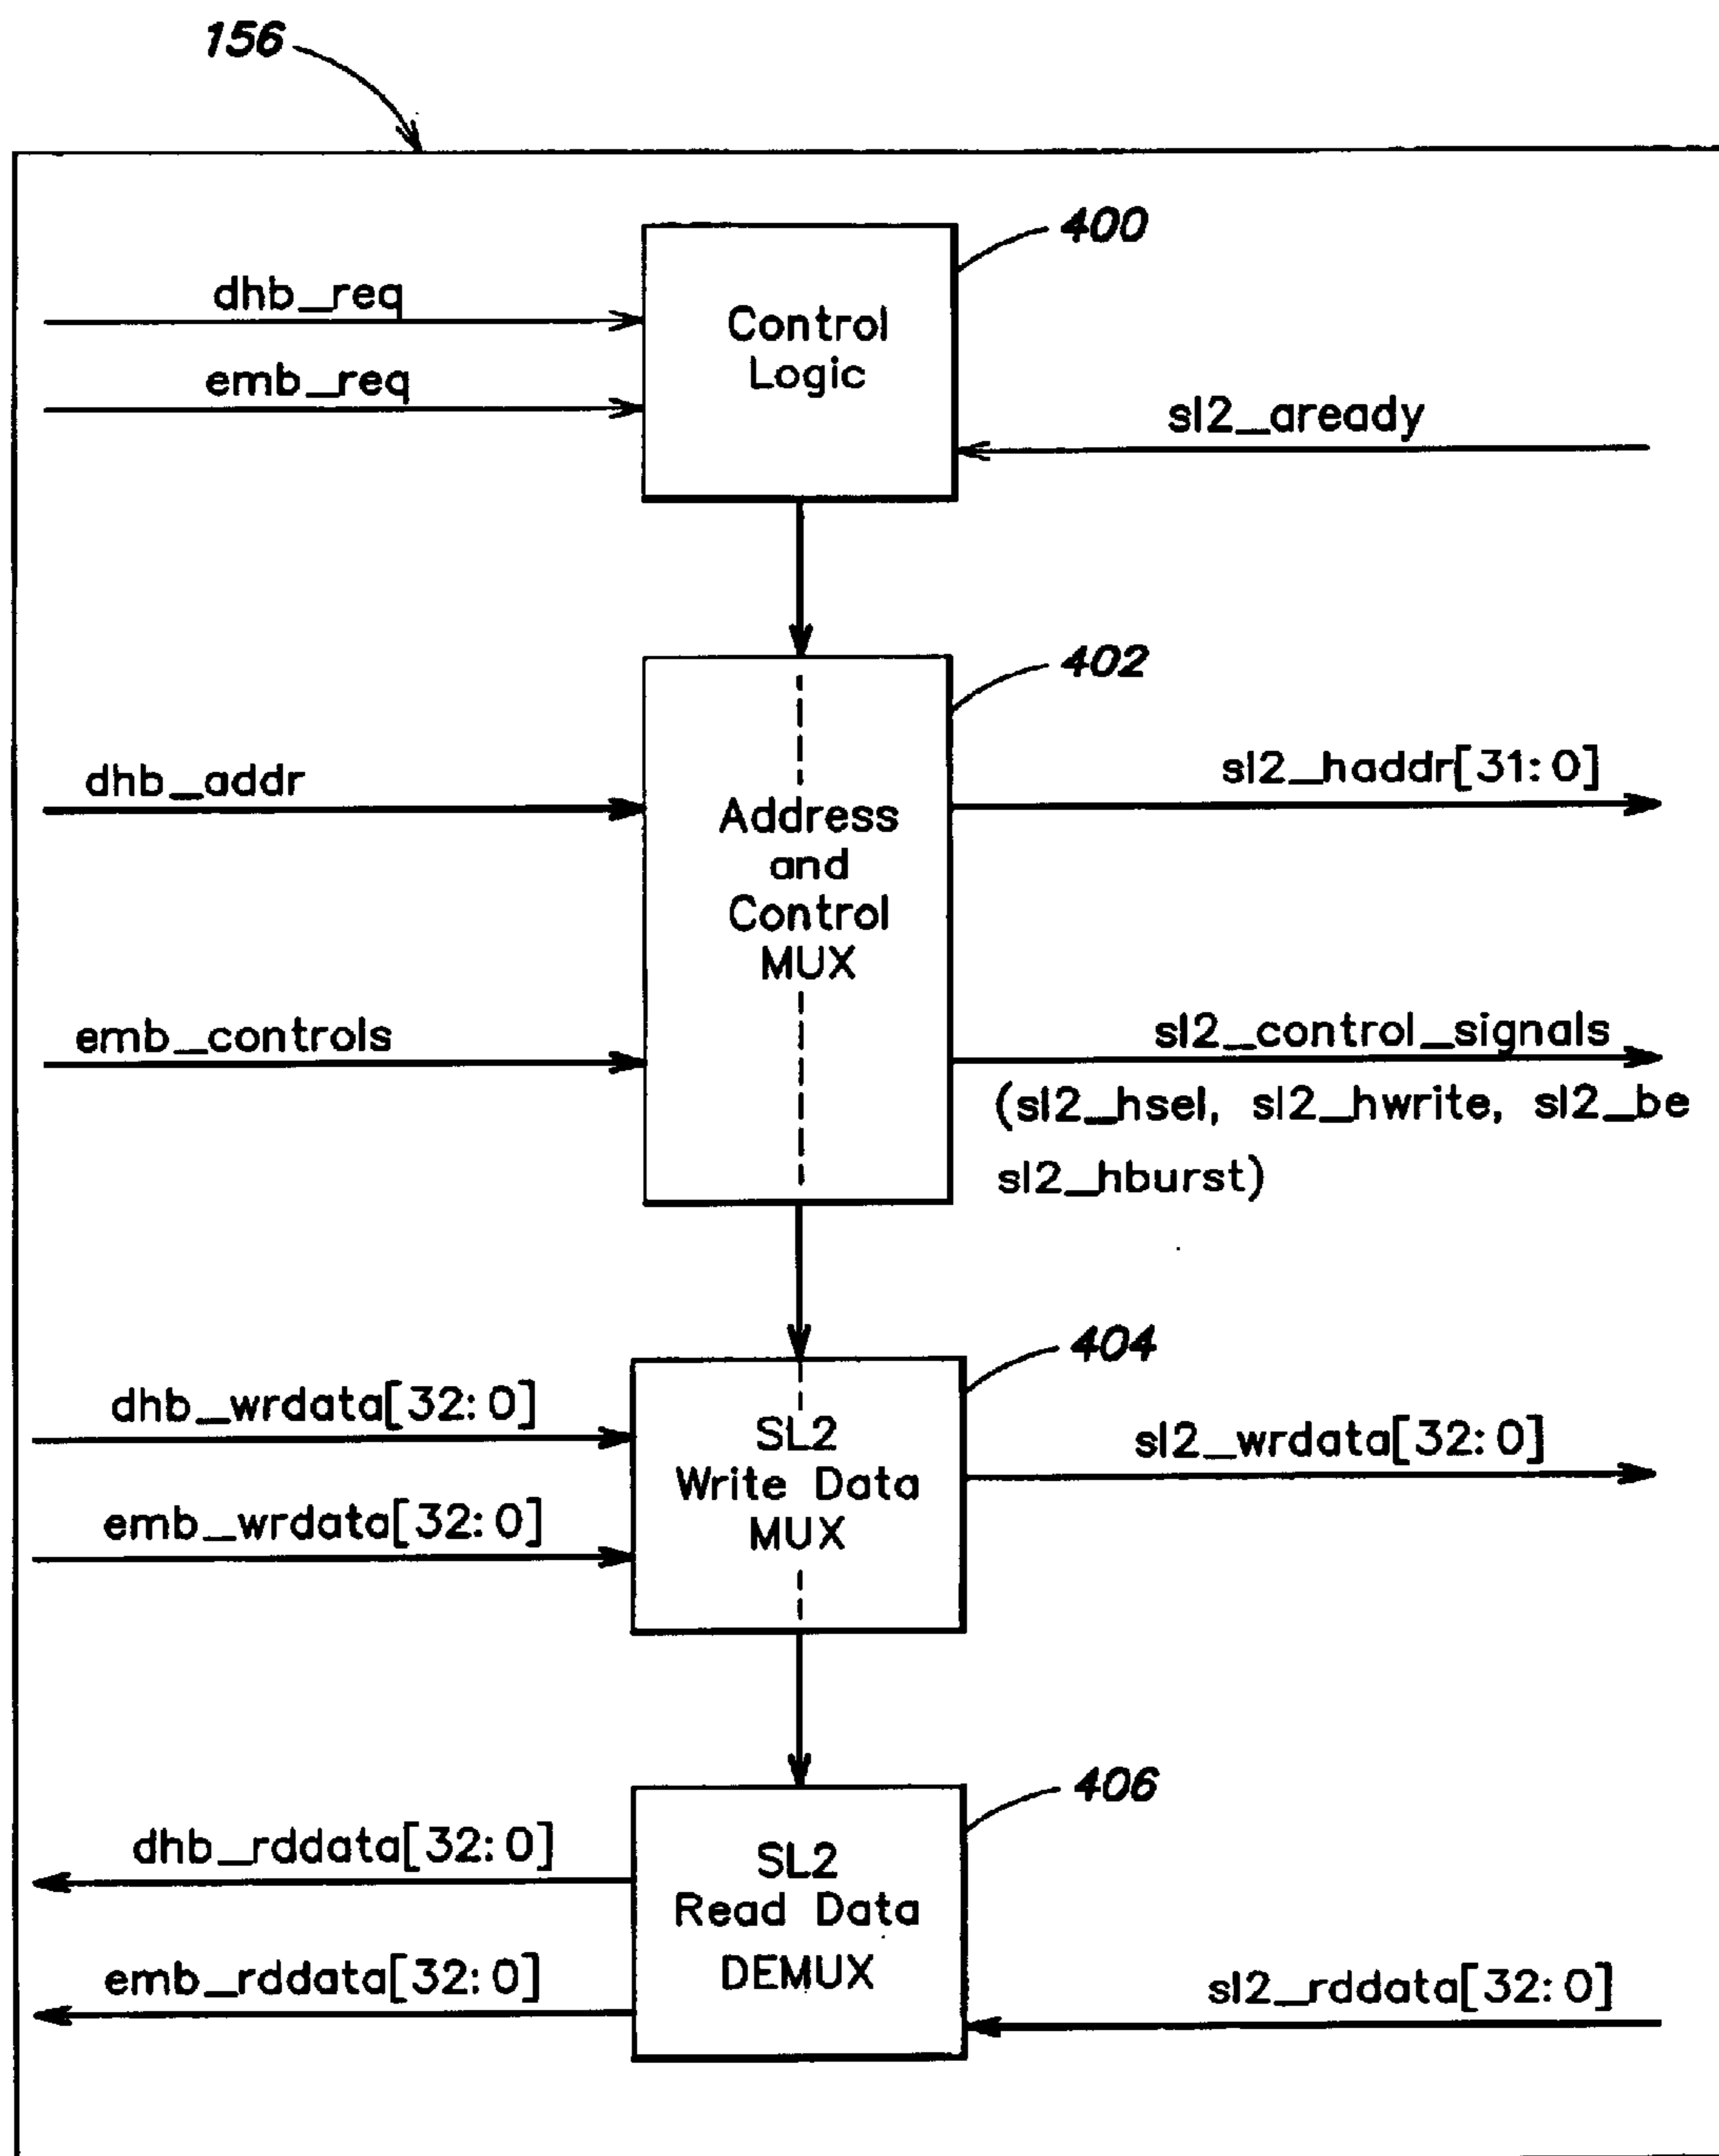 156
400
dhb_req
Control
Logic
emb_req
sl2_aready
402
dhb_addr
sl2_haddr[31:0]
Address
and
Control
MUX
emb_controls
sl2_control_signals
(sl2_hsel, sl2_hwrite, sl2_be
sl2_hburst)
404
dhb_wrdata[32:0]
SL2
Write Data
MUX
sl2_wrdata[32:0]
emb_wrdata[32:0]
406
dhb_rddata[32:0]
SL2
Read Data
DEMUX
emb_rddata[32:0]
sl2_rddata[32:0]